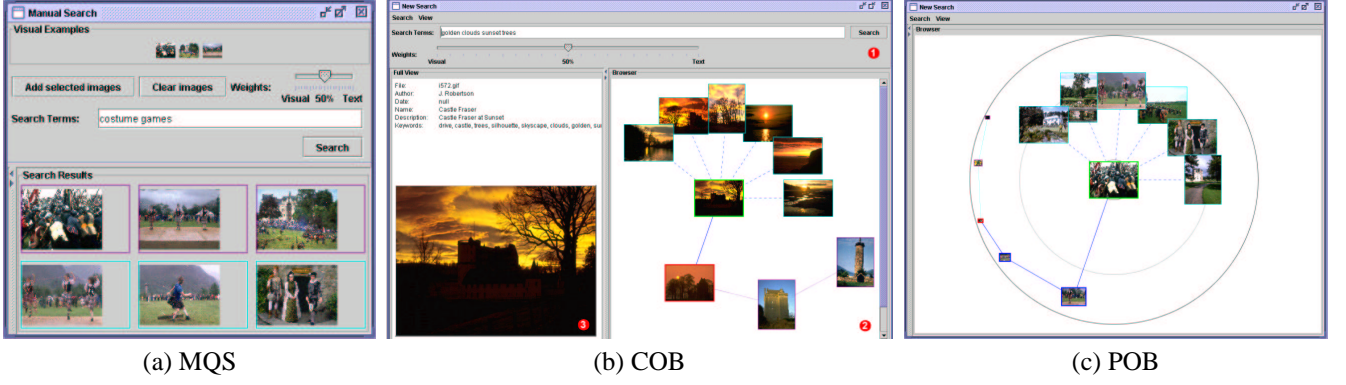 Manual Search
Visual Examples
Add selected images
Clear images
Weights:
Visual 50% Text
Search Terms:
costume games
Search
Search Results
(a) MQS
New Search
Search View
Search Terms:
golden clouds sunset trees
Search
Weights:
Visual
50%
Text
1
Full View
File: t572.gif
Author: J. Robertson
Date: null
Name: Castle Fraser
Description: Castle Fraser at Sunset
Keywords: drive, castle, trees, silhouette, skyscape, clouds, golden, sun
3
Browser
2
(b) COB
New Search
Search View
Browser
(c) POB